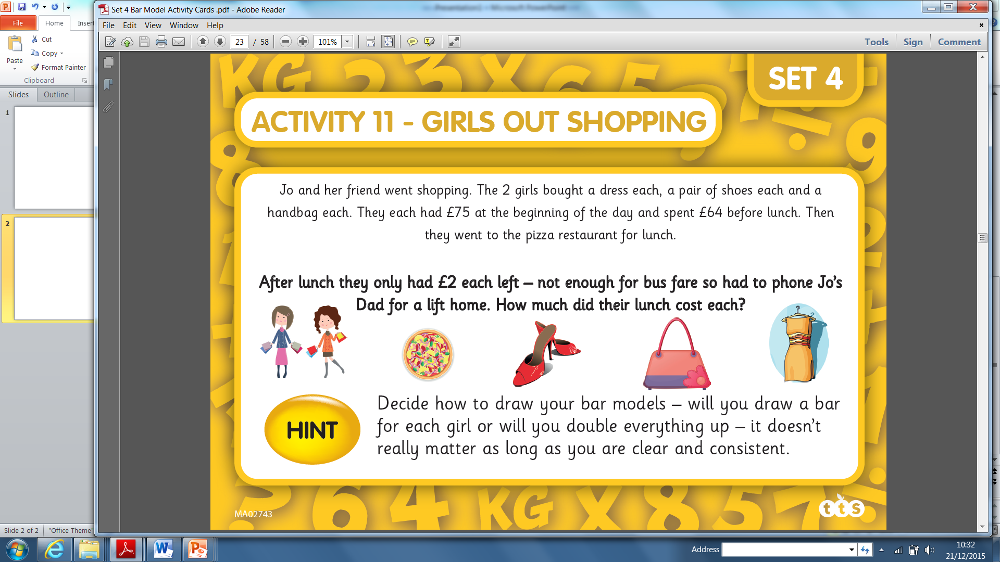 Set 4 Bar Model Activity Cards .pdf - Adobe Reader
File Edit View Window Help
23 / 58 101% Tools Sign Comment
File Home Insert
Cut
Copy
Paste
Format Painter
Clipboard
Slides Outline
1
2
SET 4
ACTIVITY 11 - GIRLS OUT SHOPPING
Jo and her friend went shopping. The 2 girls bought a dress each, a pair of shoes each and a
handbag each. They each had £75 at the beginning of the day and spent £64 before lunch. Then
they went to the pizza restaurant for lunch.
After lunch they only had £2 each left – not enough for bus fare so had to phone Jo's
Dad for a lift home. How much did their lunch cost each?
HINT
Decide how to draw your bar models – will you draw a bar
for each girl or will you double everything up – it doesn't
really matter as long as you are clear and consistent.
MA02743
tts
Slide 2 of 2 "Office Theme"
Address
10:32
21/12/2015